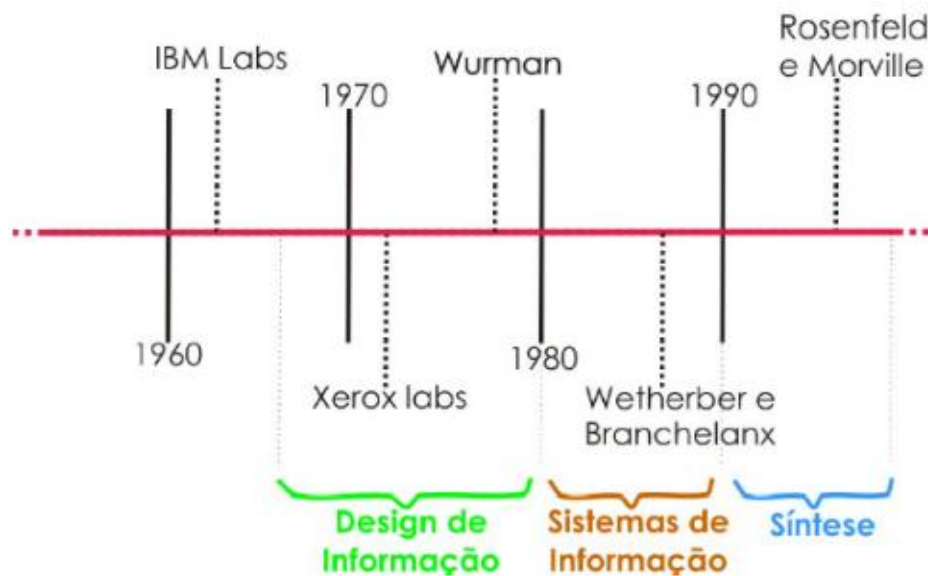 Rosenfeld
e Morville
IBM Labs
Wurman
1970
1990
1960
1980
Xerox labs
Wetherber e
Branchelanx
Design de
Informação
Sistemas de
Informação
Síntese